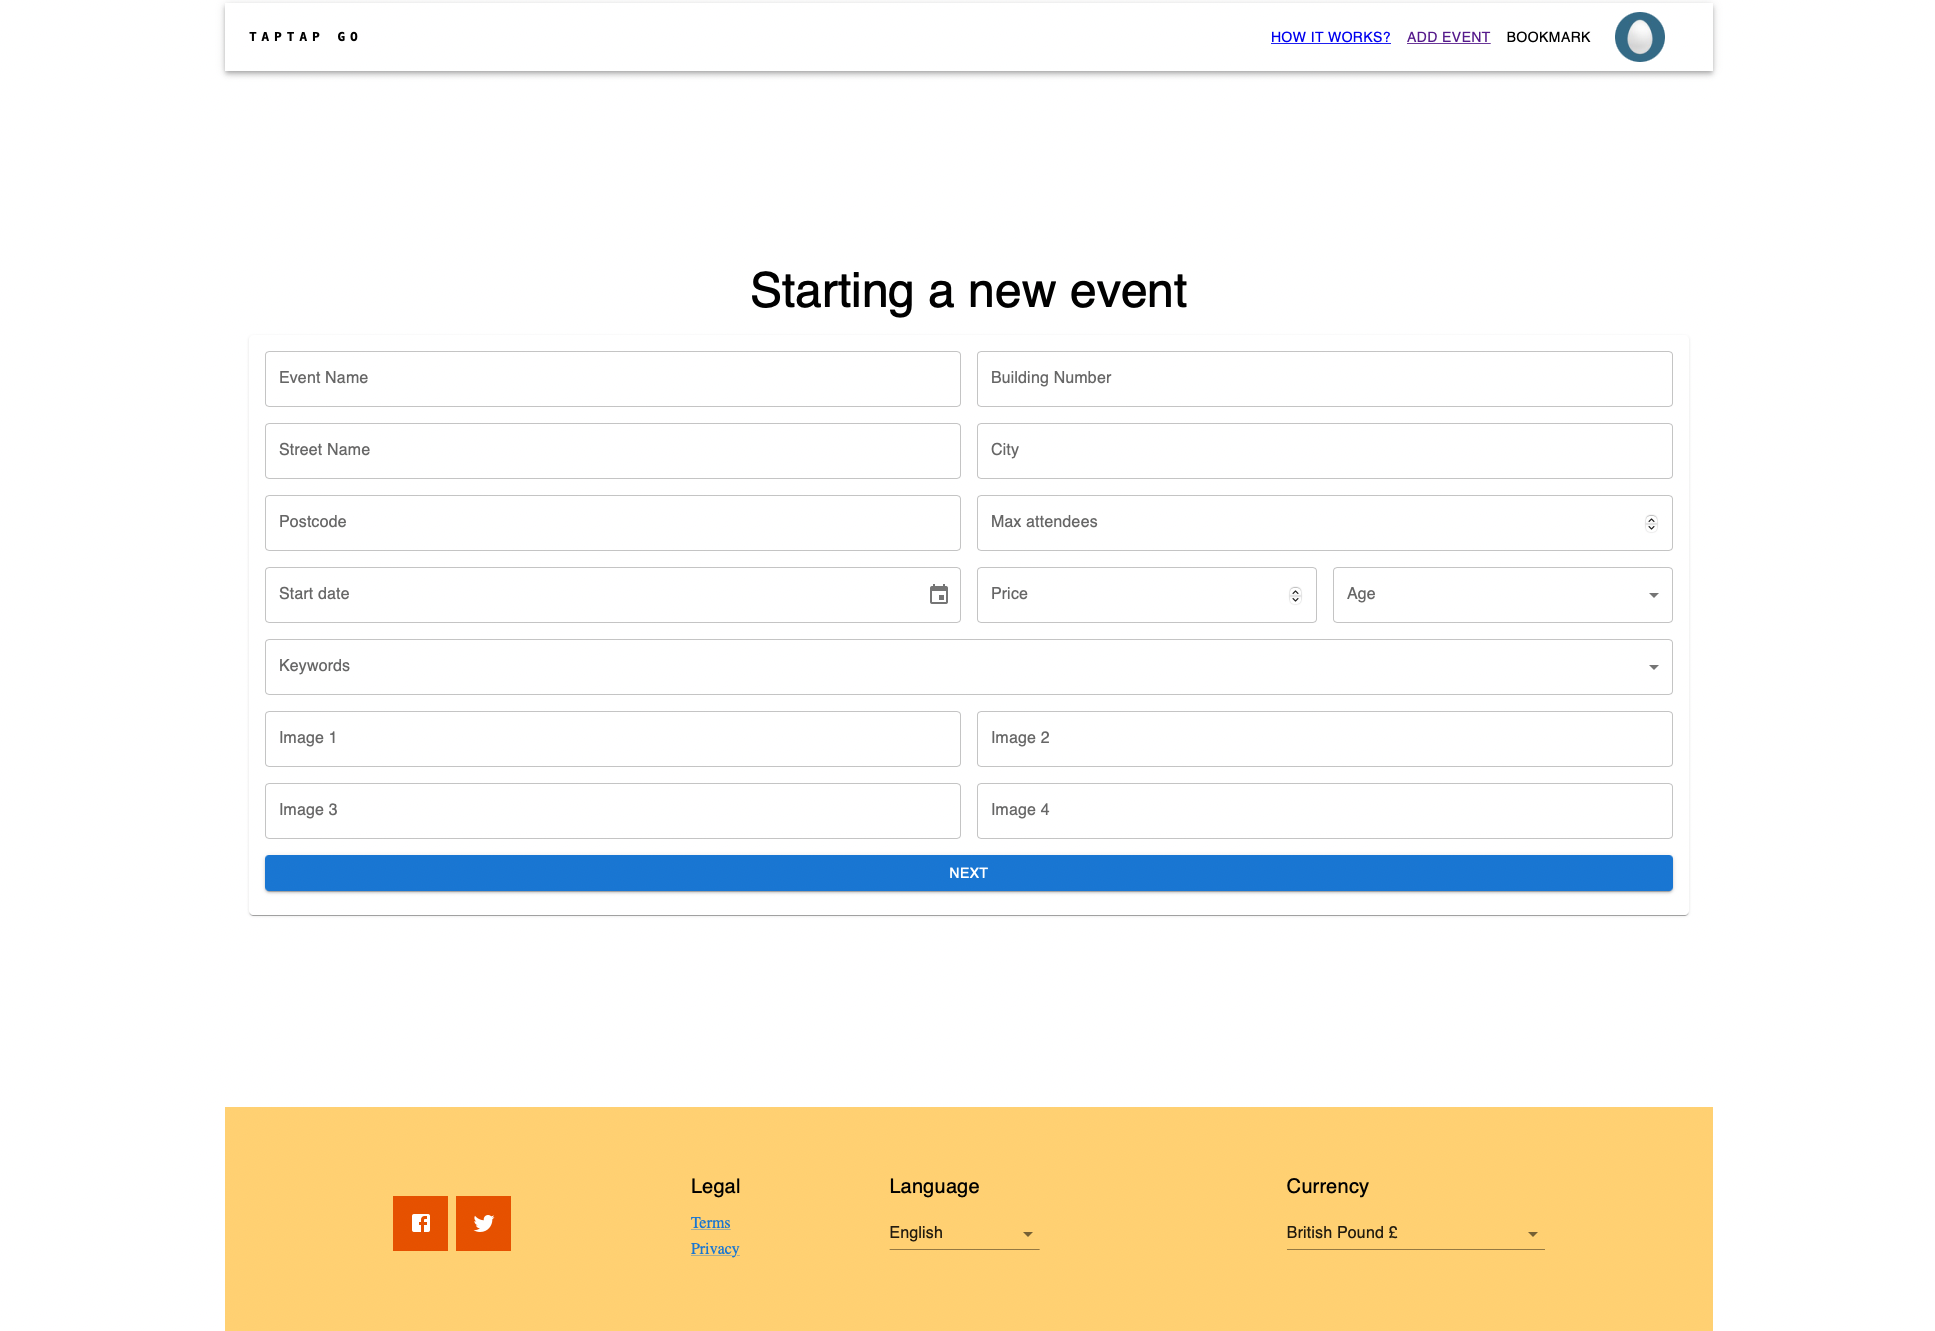 TAPTAP GO
HOW IT WORKS? ADD EVENT BOOKMARK
Starting a new event
Event Name Building Number
Street Name City
Postcode Max attendees
Start date Price Age
Keywords
Image 1 Image 2
Image 3 Image 4
NEXT
Legal Language Currency
Terms English British Pound £
Privacy